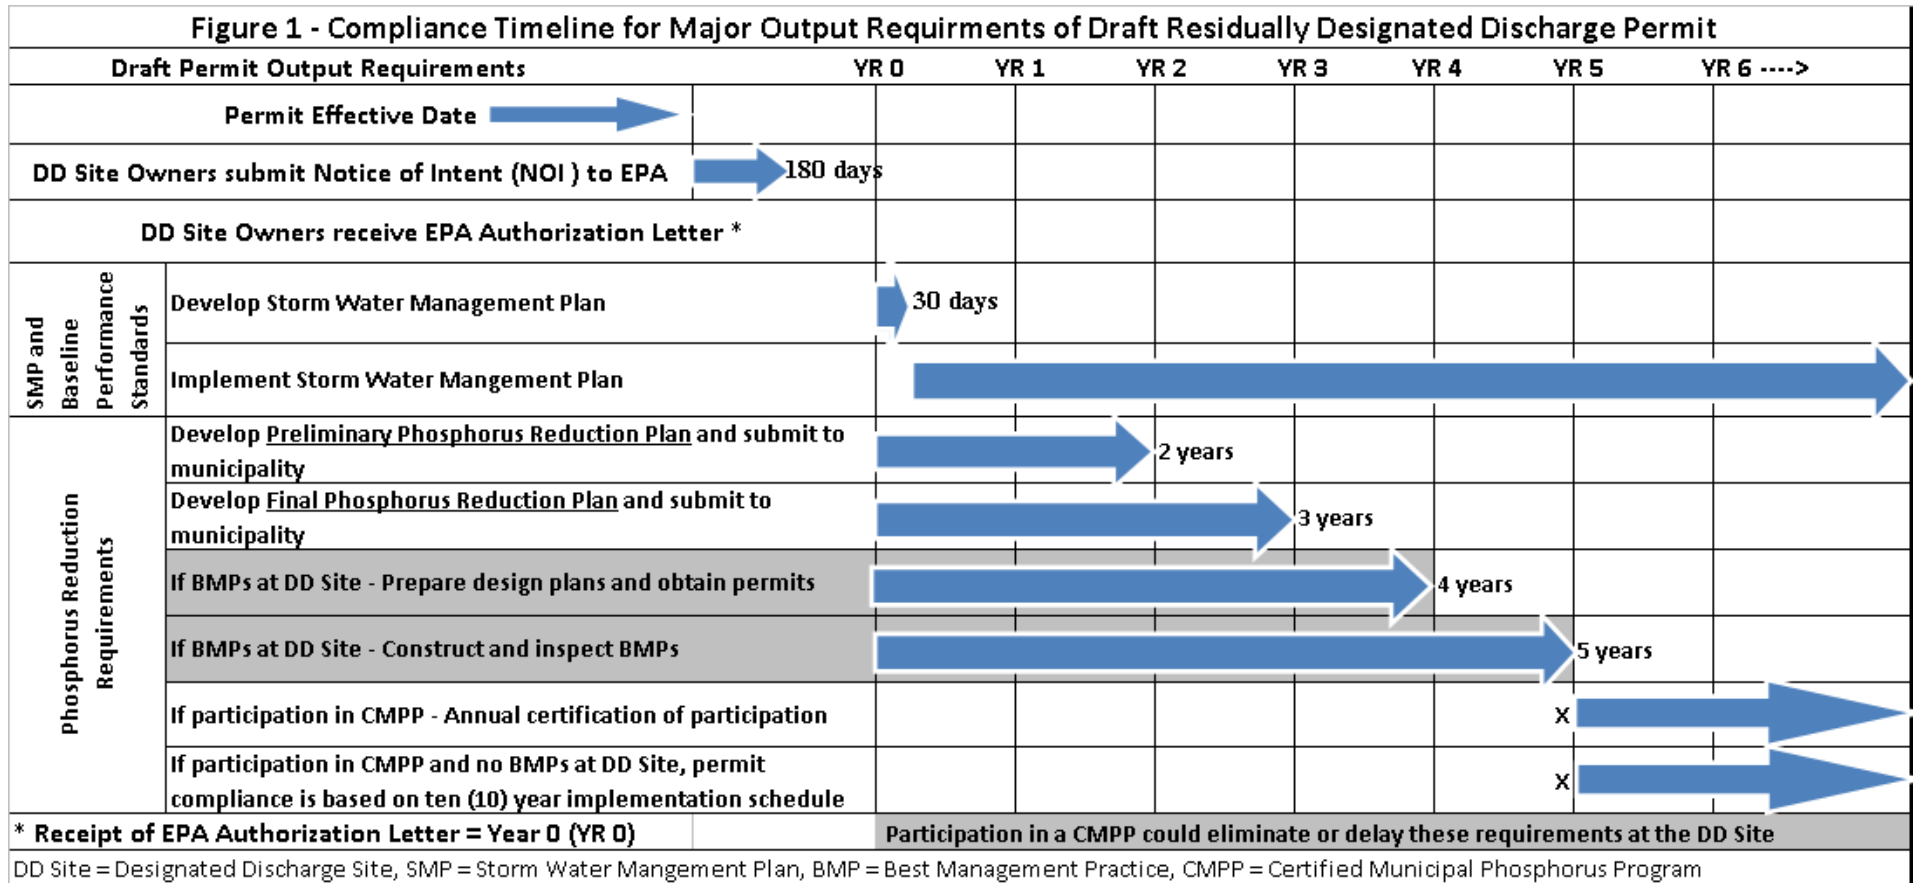 Figure 1 - Compliance Timeline for Major Output Requirments of Draft Residually Designated Discharge Permit
Draft Permit Output Requirements YR 0 YR 1 YR 2 YR 3 YR 4 YR 5 YR 6 ---->
Permit Effective Date
DD Site Owners submit Notice of Intent (NOI ) to EPA 180 days
DD Site Owners receive EPA Authorization Letter *
SMP and
Baseline
Performance
Standards
Develop Storm Water Management Plan 30 days
Implement Storm Water Mangement Plan
Phosphorus Reduction
Requirements
Develop Preliminary Phosphorus Reduction Plan and submit to
municipality 2 years
Develop Final Phosphorus Reduction Plan and submit to
municipality 3 years
If BMPs at DD Site - Prepare design plans and obtain permits 4 years
If BMPs at DD Site - Construct and inspect BMPs 5 years
If participation in CMPP - Annual certification of participation X
If participation in CMPP and no BMPs at DD Site, permit
compliance is based on ten (10) year implementation schedule X
* Receipt of EPA Authorization Letter = Year 0 (YR 0) Participation in a CMPP could eliminate or delay these requirements at the DD Site
DD Site = Designated Discharge Site, SMP = Storm Water Mangement Plan, BMP = Best Management Practice, CMPP = Certified Municipal Phosphorus Program